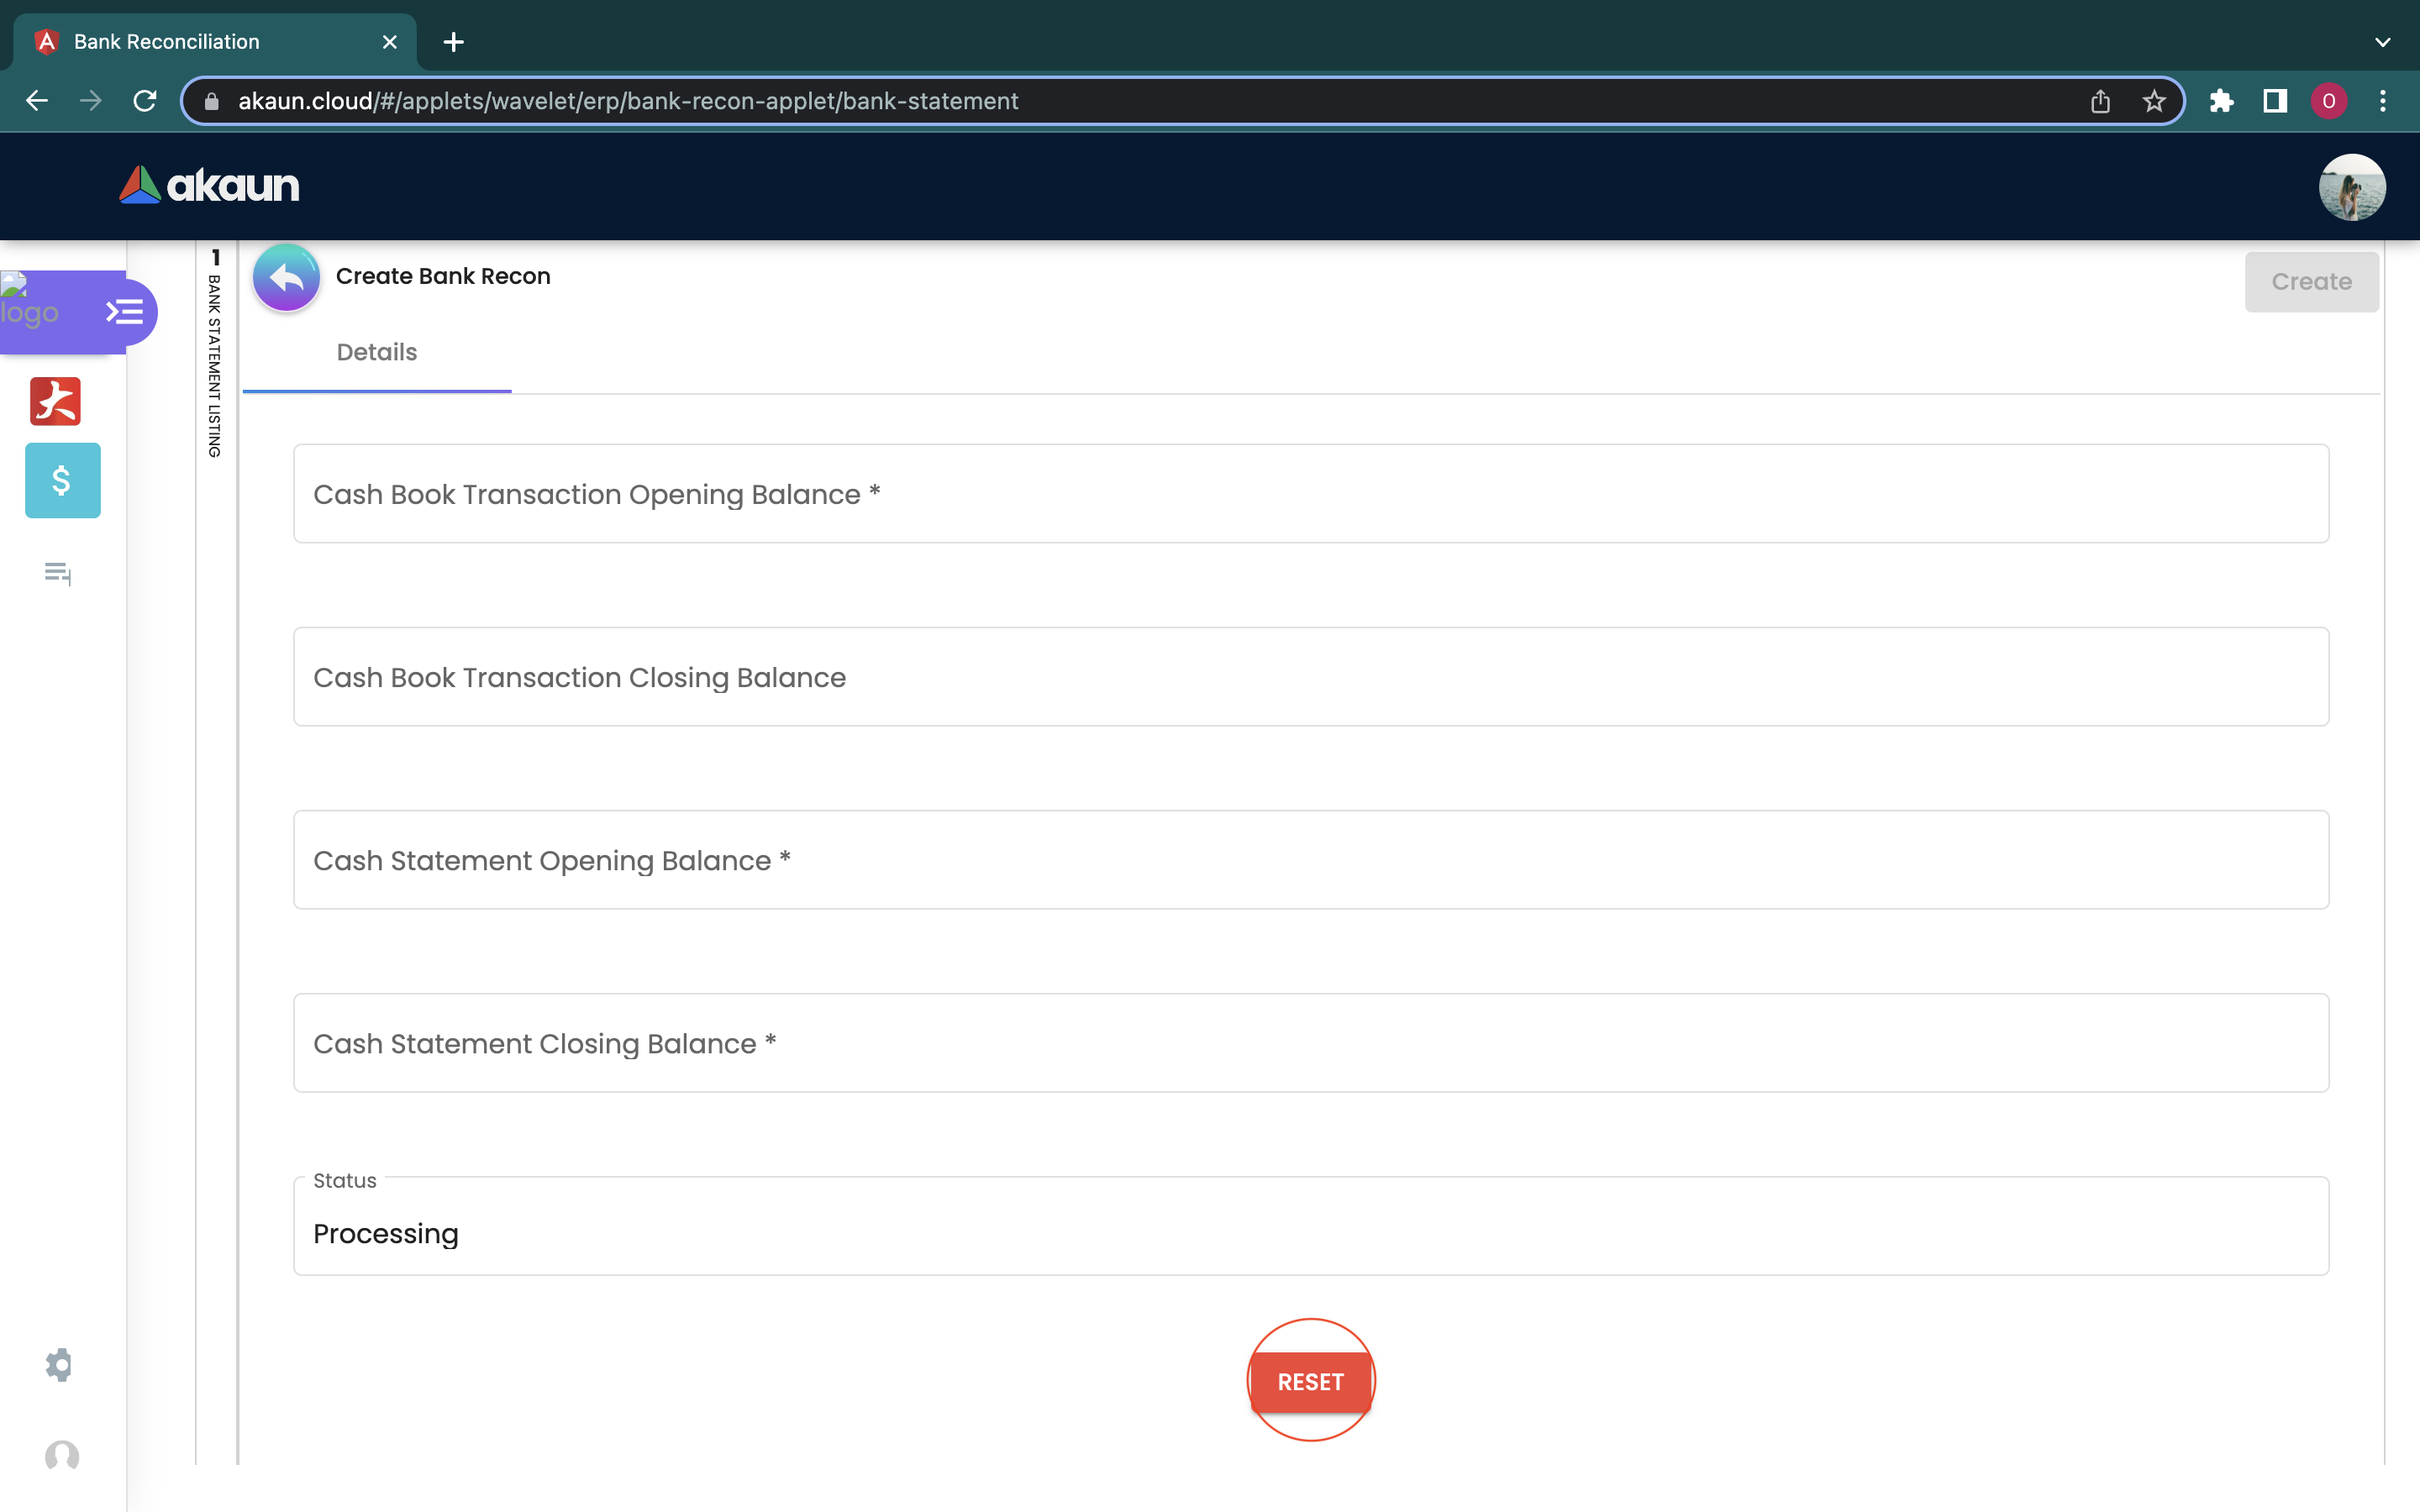 Bank Reconciliation
akaun.cloud/#/applets/wavelet/erp/bank-recon-applet/bank-statement
O
akaun
logo
1
BANK STATEMENT LISTING
Create Bank Recon
Create
Details
Cash Book Transaction Opening Balance *
Cash Book Transaction Closing Balance
Cash Statement Opening Balance *
Cash Statement Closing Balance *
Status
Processing
RESET